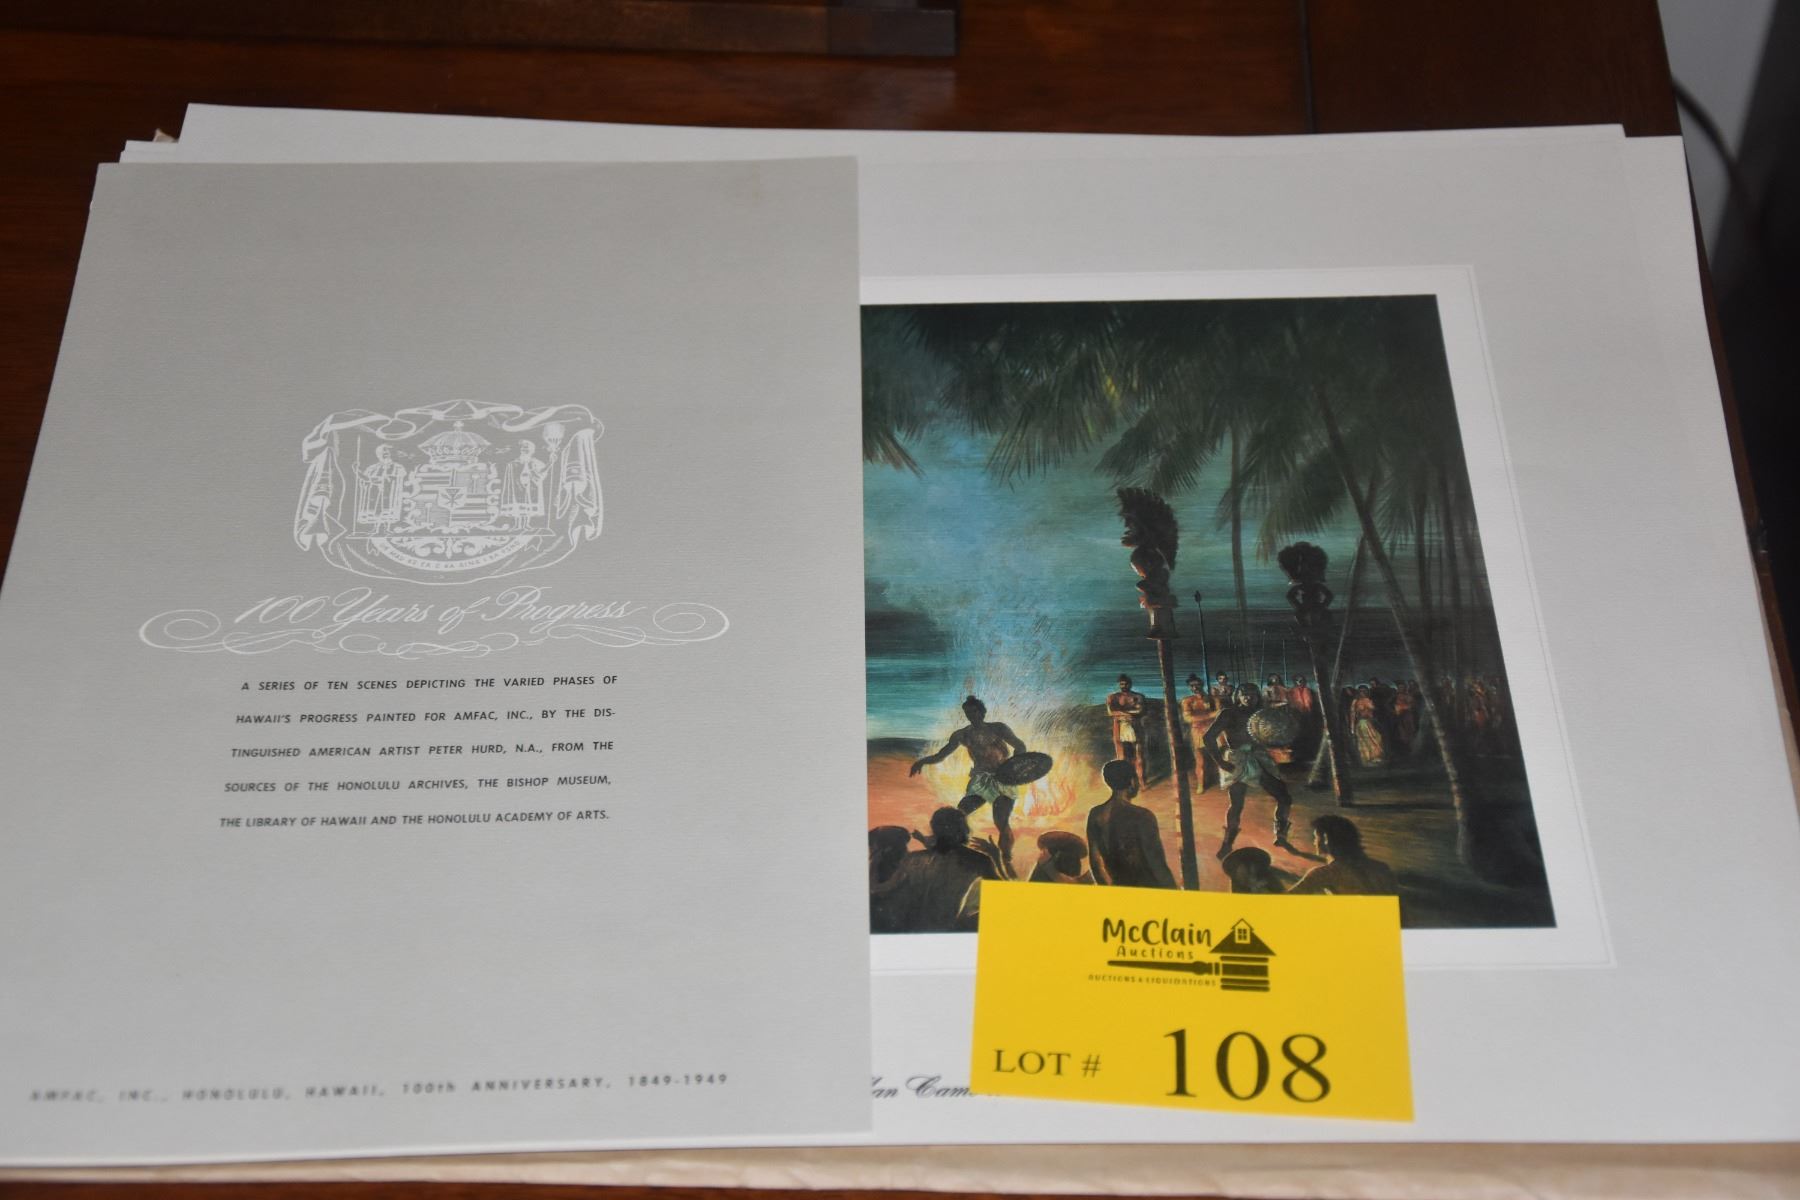 100 Years of Progress
A SERIES OF TEN SCENES DEPICTING THE VARIED PHASES OF
HAWAII'S PROGRESS PAINTED FOR AMFAC, INC., BY THE DIS-
TINGUISHED AMERICAN ARTIST PETER HURD, N.A., FROM THE
SOURCES OF THE HONOLULU ARCHIVES, THE BISHOP MUSEUM,
THE LIBRARY OF HAWAII AND THE HONOLULU ACADEMY OF ARTS.
AMFAC, INC., HONOLULU, HAWAII, 100th ANNIVERSARY, 1849-1949
McClain
Auctions
AUCTIONS & LIQUIDATIONS
LOT # 108